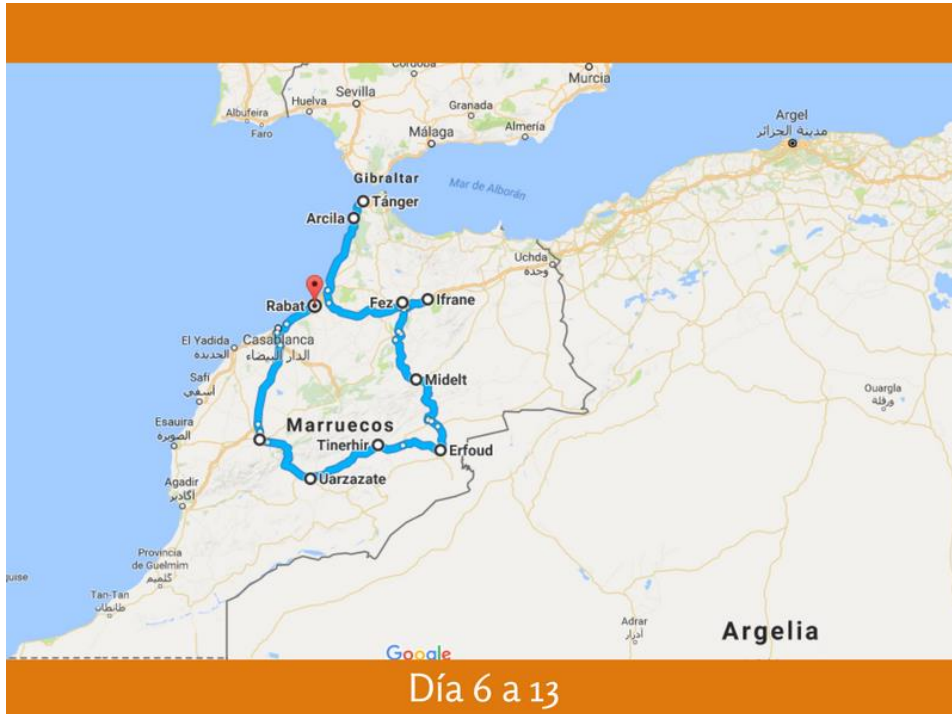 Córdoba
Murcia
Sevilla
Huelva
Granada
Albufeira
Faro
Almería
Málaga
Argel
مدينة الجزائر
Gibraltar
Mar de Alborán
Tánger
Arcila
Uchda
وجدة
Rabat
Fez
Ifrane
El Yadida
الجديدة
Casablanca
الدار البيضاء
Midelt
Safí
أسفي
Ouargla
ورقلة
Esauira
الصويرة
Marruecos
Tinerhir
Erfoud
Uarzazate
Agadir
أكادير
Provincia
de Guelmim
كلميم
Tan-Tan
طانطان
Adrar
أدرار
Argelia
Google
Día 6 a 13